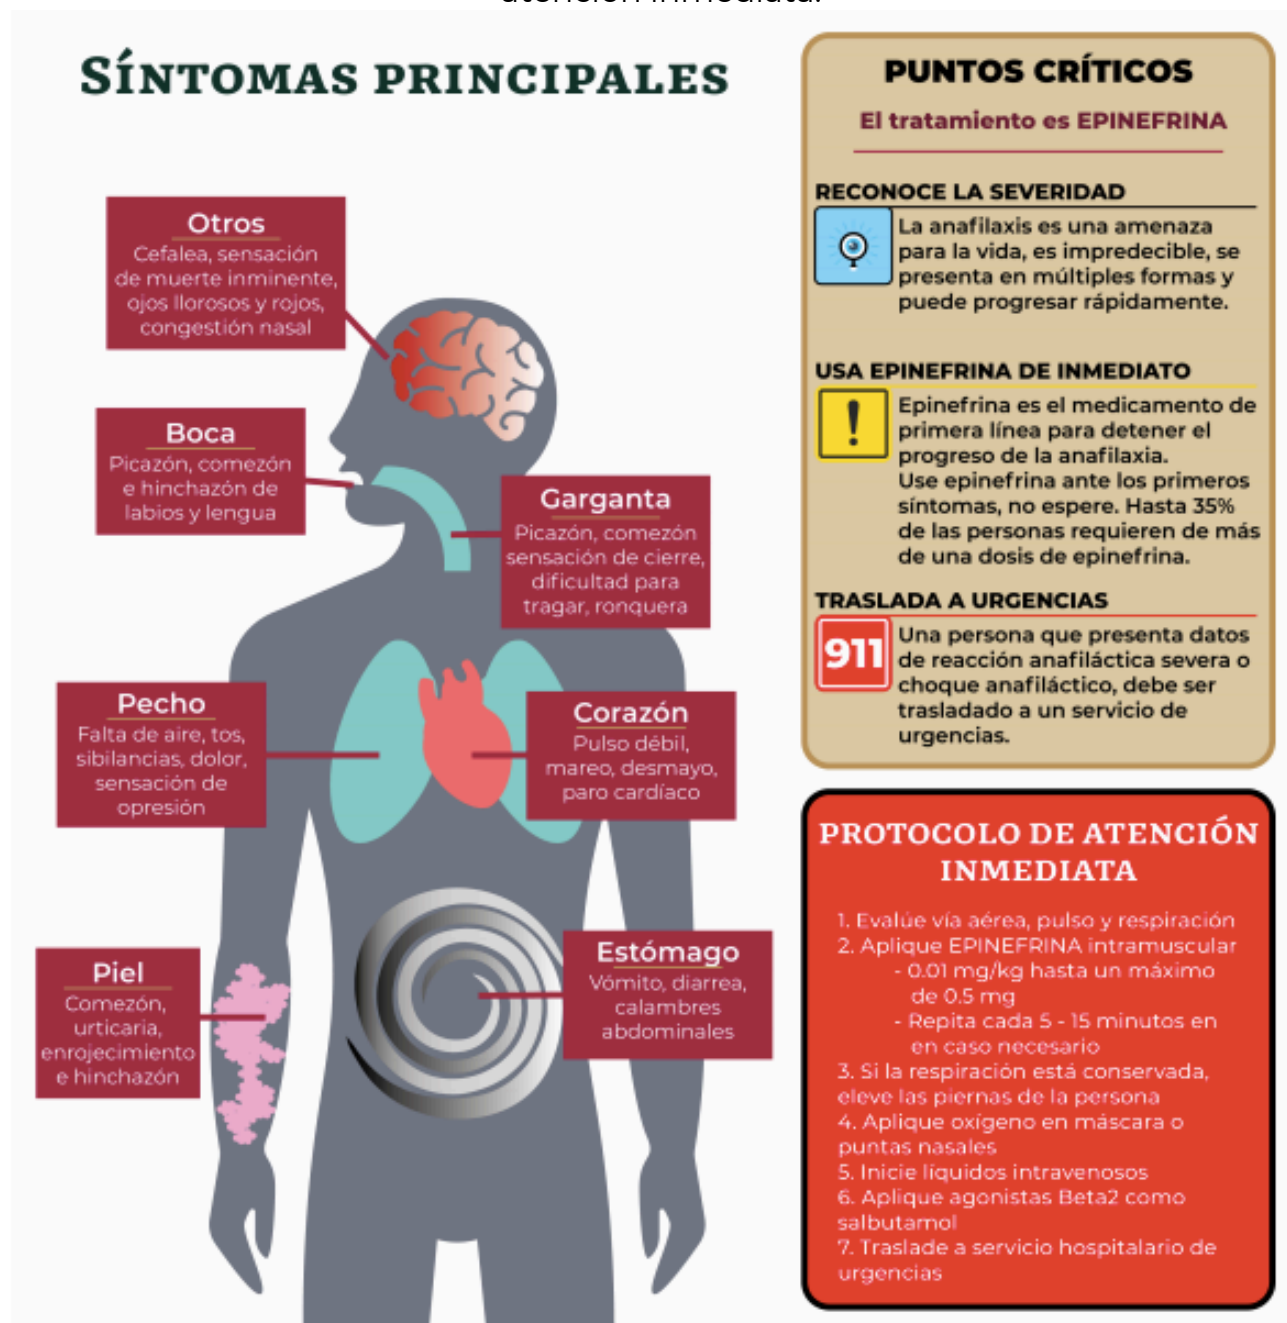 atención inmediata.
SÍNTOMAS PRINCIPALES
Otros
Cefalea, sensación
de muerte inminente,
ojos llorosos y rojos,
congestión nasal
Boca
Picazón, comezón
e hinchazón de
labios y lengua
Garganta
Picazón, comezón
sensación de cierre,
dificultad para
tragar, ronquera
Pecho
Falta de aire, tos,
sibilancias, dolor,
sensación de
opresión
Corazón
Pulso débil,
mareo, desmayo,
paro cardíaco
Piel
Comezón,
urticaria,
enrojecimiento
e hinchazón
Estómago
Vómito, diarrea,
calambres
abdominales
PUNTOS CRÍTICOS
El tratamiento es EPINEFRINA
RECONOCE LA SEVERIDAD
La anafilaxis es una amenaza
para la vida, es impredecible, se
presenta en múltiples formas y
puede progresar rápidamente.
USA EPINEFRINA DE INMEDIATO
!
Epinefrina es el medicamento de
primera línea para detener el
progreso de la anafilaxia.
Use epinefrina ante los primeros
síntomas, no espere. Hasta 35%
de las personas requieren de más
de una dosis de epinefrina.
TRASLADA A URGENCIAS
911
Una persona que presenta datos
de reacción anafiláctica severa o
choque anafiláctico, debe ser
trasladado a un servicio de
urgencias.
PROTOCOLO DE ATENCIÓN
INMEDIATA
1. Evalúe vía aérea, pulso y respiración
2. Aplique EPINEFRINA intramuscular
- 0.01 mg/kg hasta un máximo
de 0.5 mg
- Repita cada 5 - 15 minutos en
en caso necesario
3. Si la respiración está conservada,
eleve las piernas de la persona
4. Aplique oxígeno en máscara o
puntas nasales
5. Inicie líquidos intravenosos
6. Aplique agonistas Beta2 como
salbutamol
7. Traslade a servicio hospitalario de
urgencias